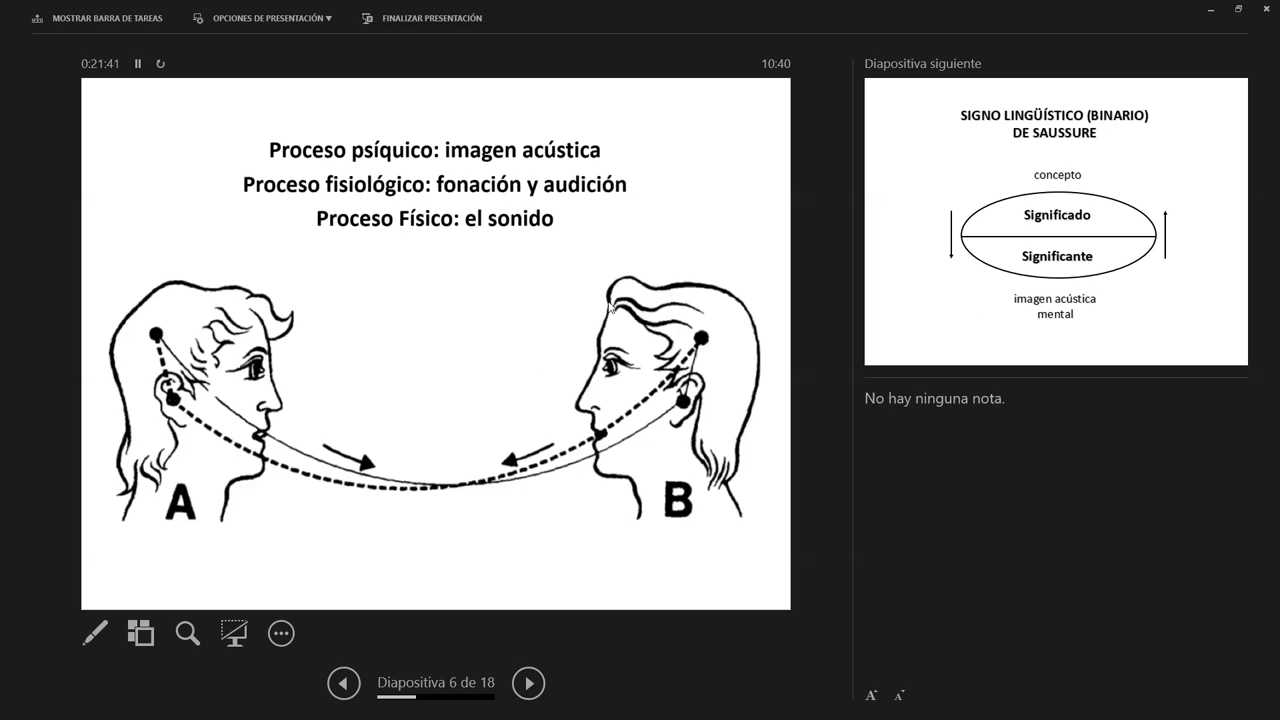 MOSTRAR BARRA DE TAREAS
OPCIONES DE PRESENTACIÓN ▼
FINALIZAR PRESENTACIÓN
0:21:41
10:40
Proceso psíquico: imagen acústica
Proceso fisiológico: fonación y audición
Proceso Físico: el sonido
A
B
Diapositiva 6 de 18
Diapositiva siguiente
SIGNO LINGÜÍSTICO (BINARIO)
DE SAUSSURE
concepto
Significado
Significante
imagen acústica
mental
No hay ninguna nota.
A A